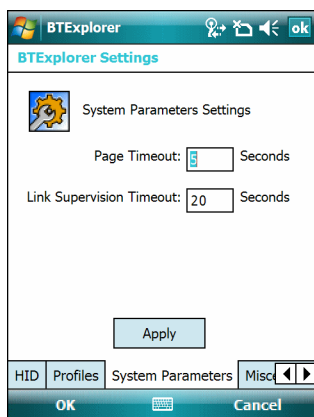 BTExplorer ok
BTExplorer Settings
System Parameters Settings
Page Timeout: 5 Seconds
Link Supervision Timeout: 20 Seconds
Apply
HID Profiles System Parameters Misc
OK Cancel